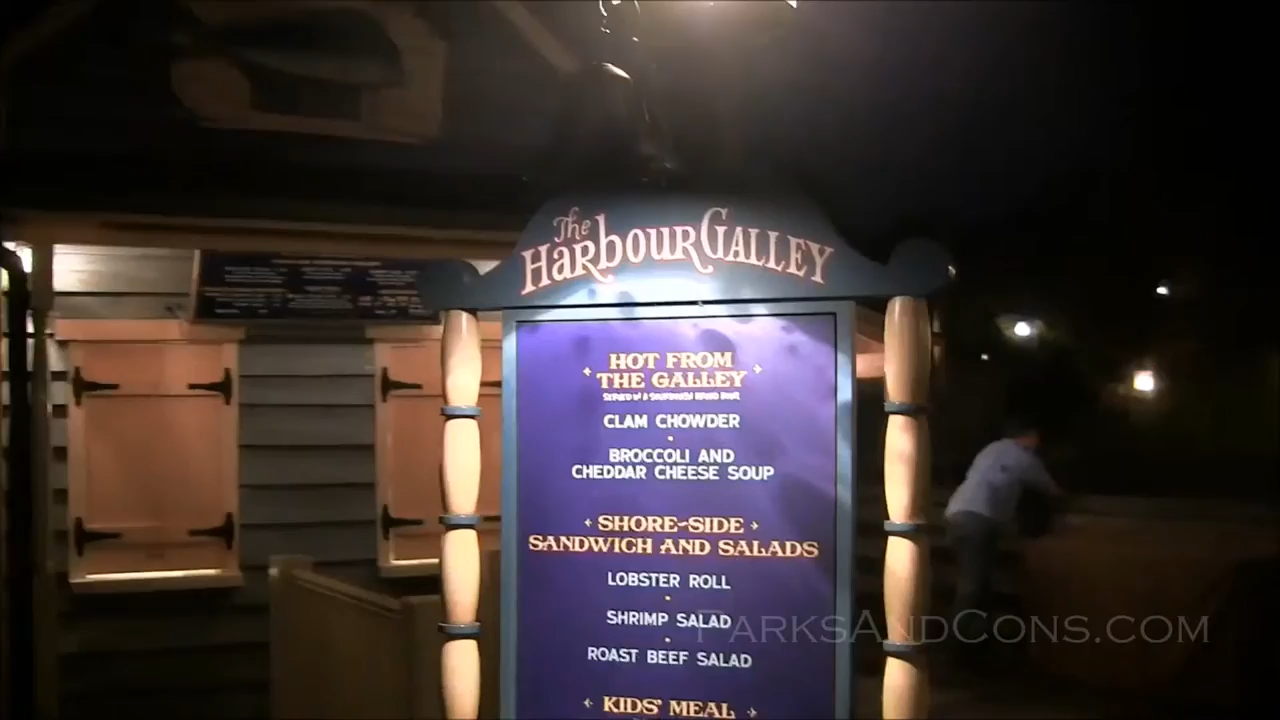 The
HarbourGalley
HOT FROM
THE GALLEY
CLAM CHOWDER
BROCCOLI AND
CHEDDAR CHEESE SOUP
SHORE-SIDE
SANDWICH AND SALADS
LOBSTER ROLL
SHRIMP SALAD
ROAST BEEF SALAD
KIDS' MEAL
ParksAndCons.com